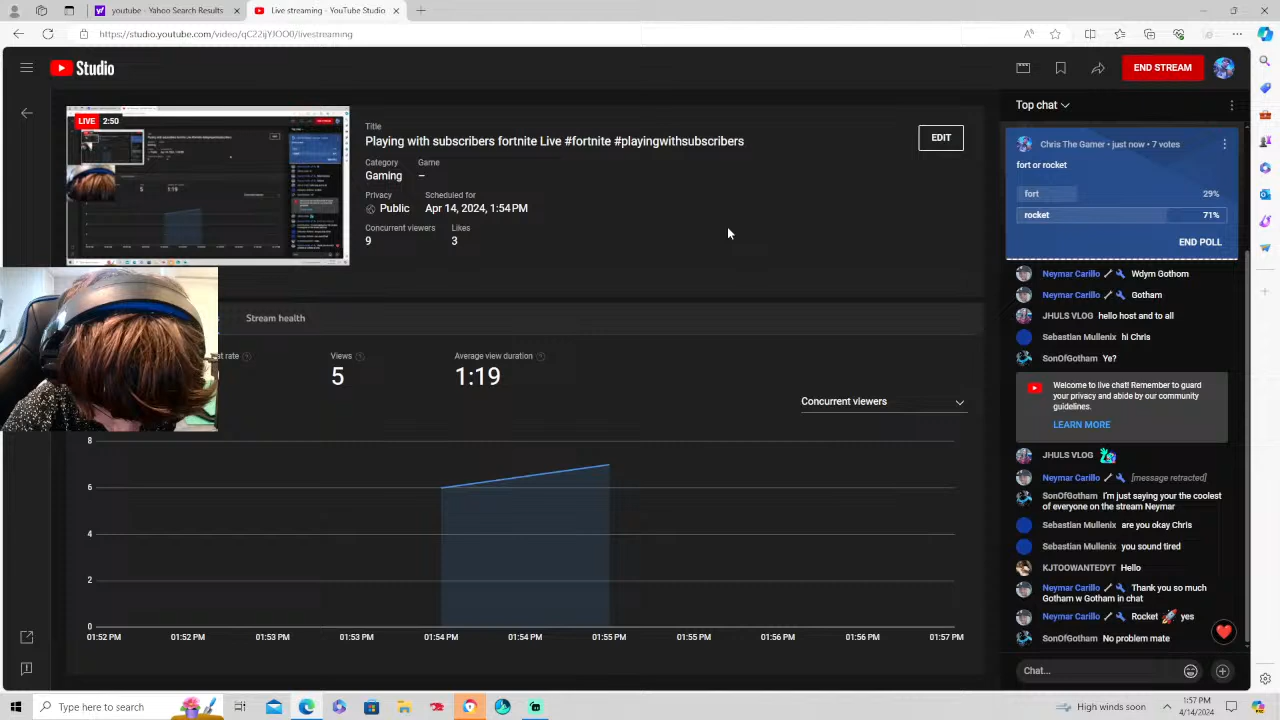 youtube - Yahoo Search Results
Live streaming - YouTube Studio
https://studio.youtube.com/video/qC22ijYJOO0/livestreaming
Studio
END STREAM
LIVE 2:50
Title
Playing with subscribers fortnite Live #fortnite #playingwithsubscribers
EDIT
Category Game
Gaming –
Privacy Scheduled for
Public Apr 14, 2024, 1:54 PM
Concurrent viewers Likes
9 3
Stream health
Views Average view duration
5 1:19
Concurrent viewers
8
6
4
2
0
01:52 PM 01:52 PM 01:53 PM 01:53 PM 01:54 PM 01:54 PM 01:55 PM 01:55 PM 01:56 PM 01:56 PM 01:57 PM
Top chat
Chris The Gamer • just now • 7 votes
fort or rocket
fort 29%
rocket 71%
END POLL
Neymar Carillo Wdym Gothom
Neymar Carillo Gotham
JHULS VLOG hello host and to all
Sebastian Mullenix hi Chris
SonOfGotham Ye?
Welcome to live chat! Remember to guard
your privacy and abide by our community
guidelines.
LEARN MORE
JHULS VLOG
Neymar Carillo [message retracted]
SonOfGotham I'm just saying your the coolest
of everyone on the stream Neymar
Sebastian Mullenix are you okay Chris
Sebastian Mullenix you sound tired
KJTOOWANTEDYT Hello
Neymar Carillo Thank you so much
Gotham w Gotham in chat
Neymar Carillo Rocket 🚀 yes
SonOfGotham No problem mate
Chat...
Type here to search
High winds soon
1:57 PM
4/14/2024